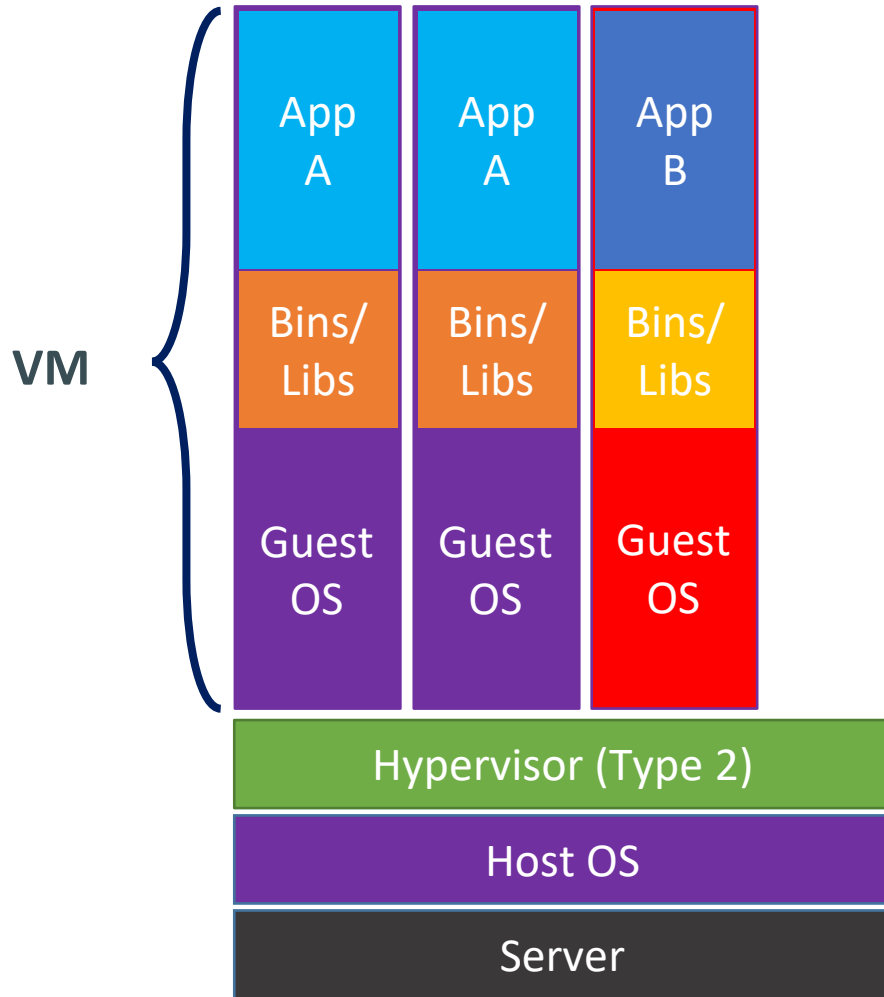 App
A
App
A
App
B
Bins/
Libs
Bins/
Libs
Bins/
Libs
VM
Guest
OS
Guest
OS
Guest
OS
Hypervisor (Type 2)
Host OS
Server